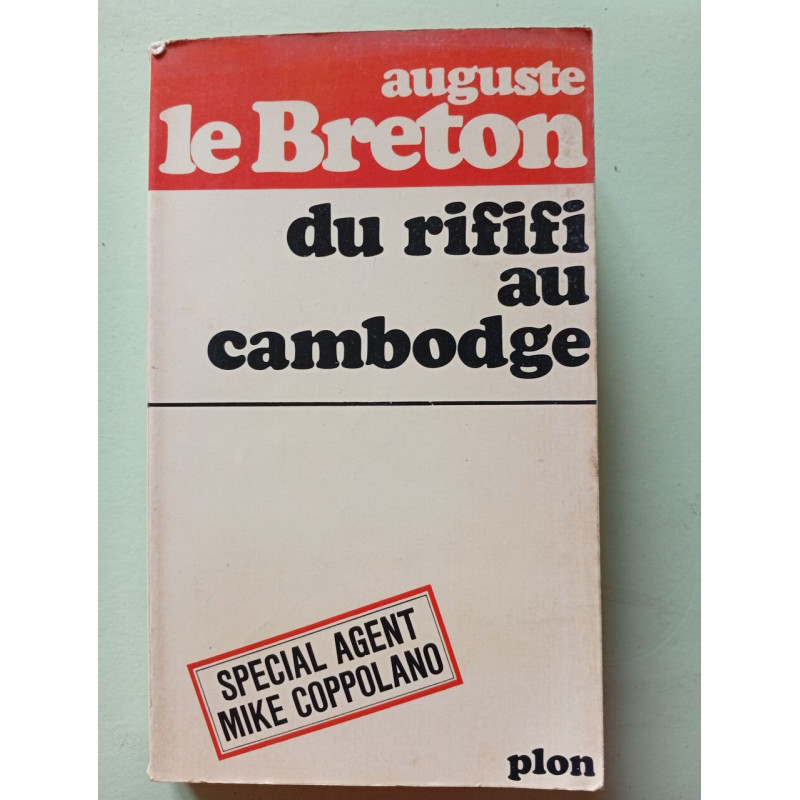 auguste
le Breton
du rififi
au
cambodge
SPECIAL AGENT
MIKE COPPOLANO
plon